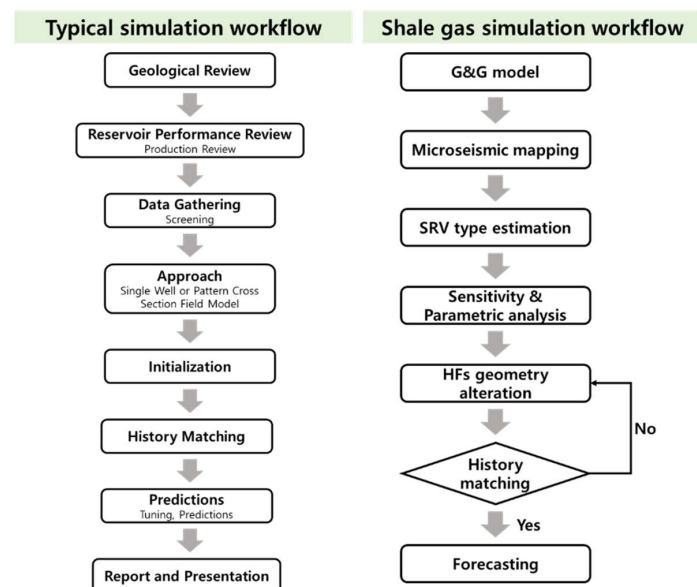 Typical simulation workflow
Geological Review
Reservoir Performance Review
Production Review
Data Gathering
Screening
Approach
Single Well or Pattern Cross
Section Field Model
Initialization
History Matching
Predictions
Tuning, Predictions
Report and Presentation
Shale gas simulation workflow
G&G model
Microseismic mapping
SRV type estimation
Sensitivity &
Parametric analysis
HFs geometry
alteration
No
History
matching
Yes
Forecasting